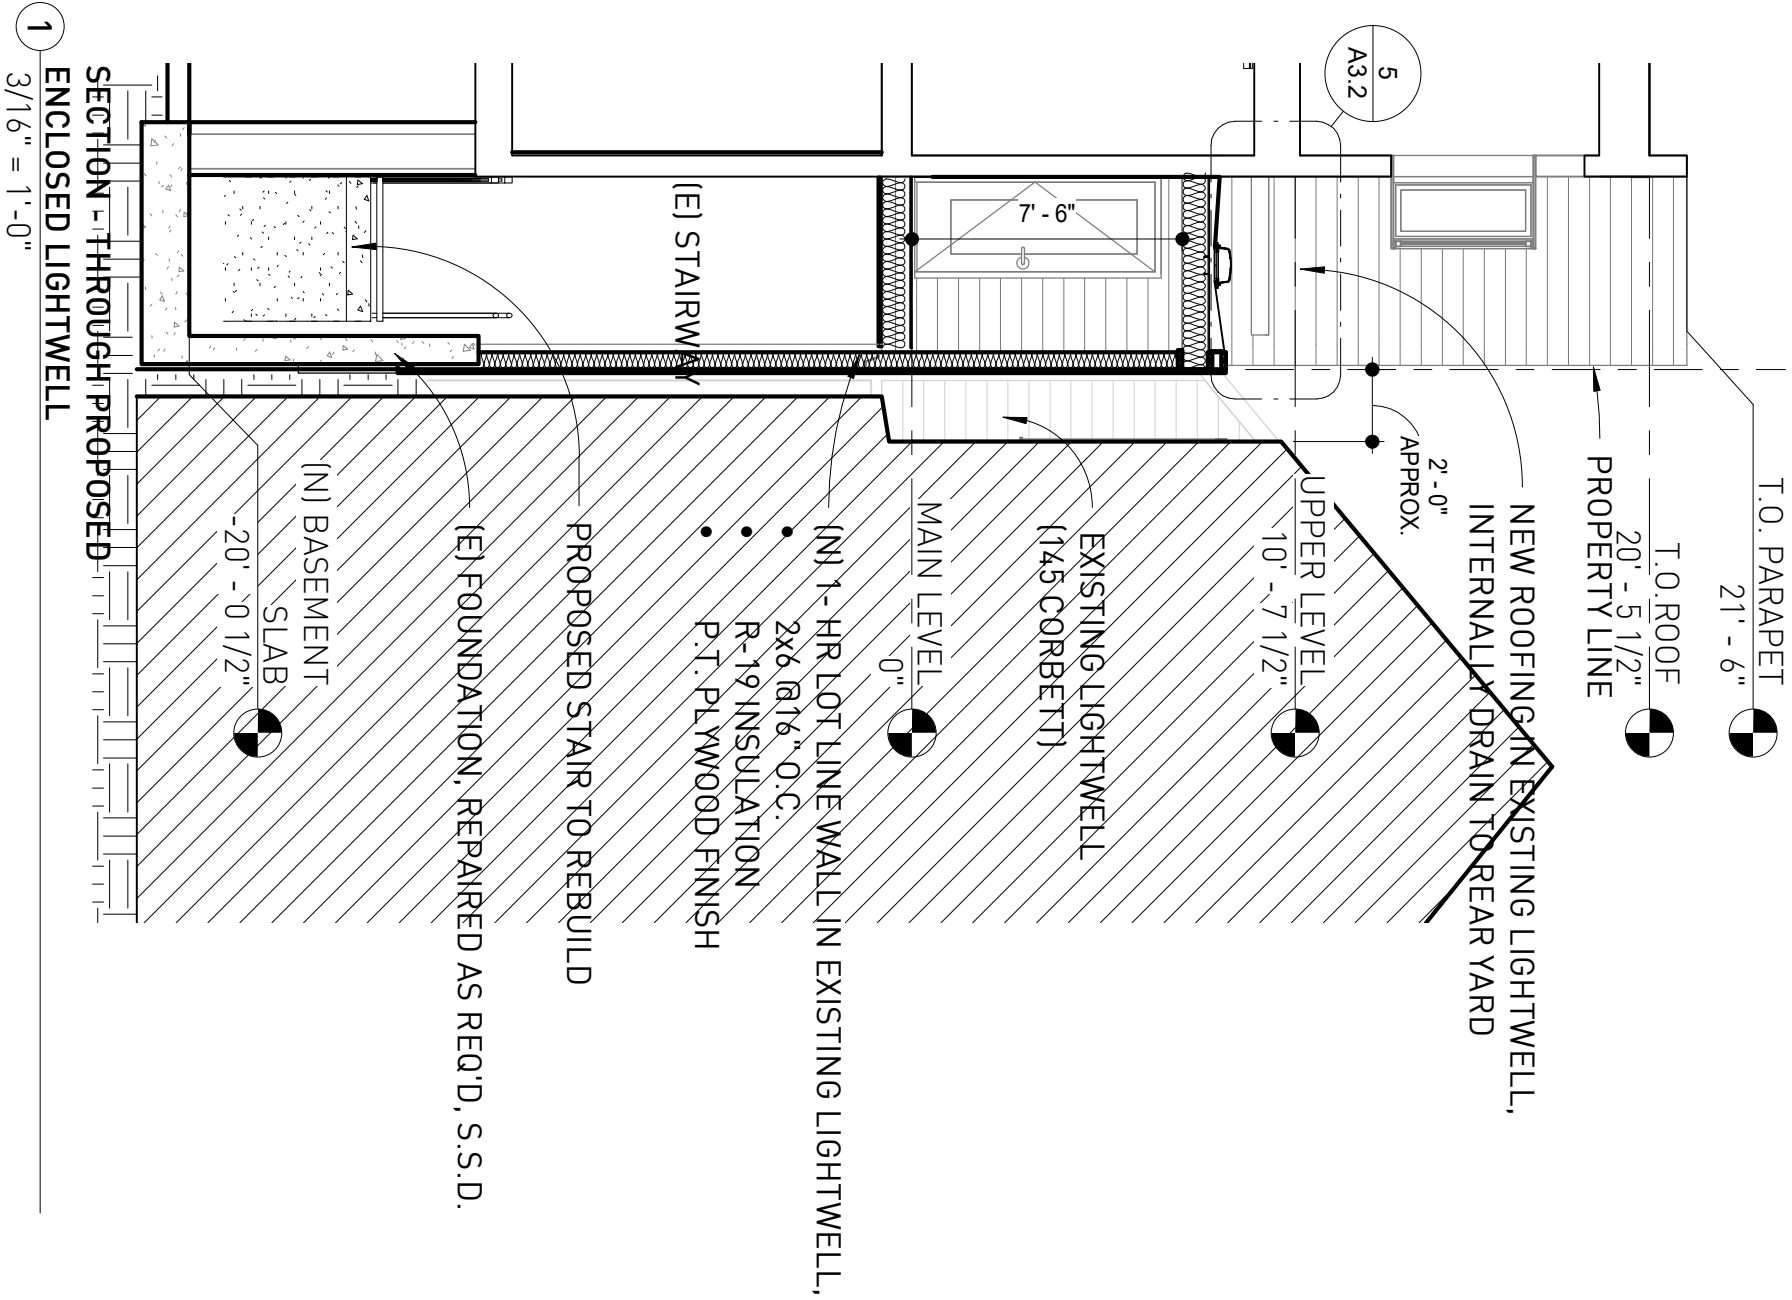 T.O. PARAPET
21' - 6"
T.O.ROOF
20' - 5 1/2"
PROPERTY LINE
NEW ROOFING IN EXISTING LIGHTWELL,
INTERNALLY DRAIN TO REAR YARD
5
A3.2
2' - 0"
APPROX.
UPPER LEVEL
10' - 7 1/2"
7' - 6"
EXISTING LIGHTWELL
(145 CORBETT)
MAIN LEVEL
0"
(N) 1- HR LOT LINE WALL IN EXISTING LIGHTWELL,
• 2x6 @16" O.C.
• R-19 INSULATION
• P.T. PLYWOOD FINISH
(E) STAIRWAY
PROPOSED STAIR TO REBUILD
(E) FOUNDATION, REPAIRED AS REQ'D, S.S.D.
(N) BASEMENT
SLAB
-20' - 0 1/2"
SECTION - THROUGH PROPOSED
ENCLOSED LIGHTWELL
1
3/16" = 1'-0"